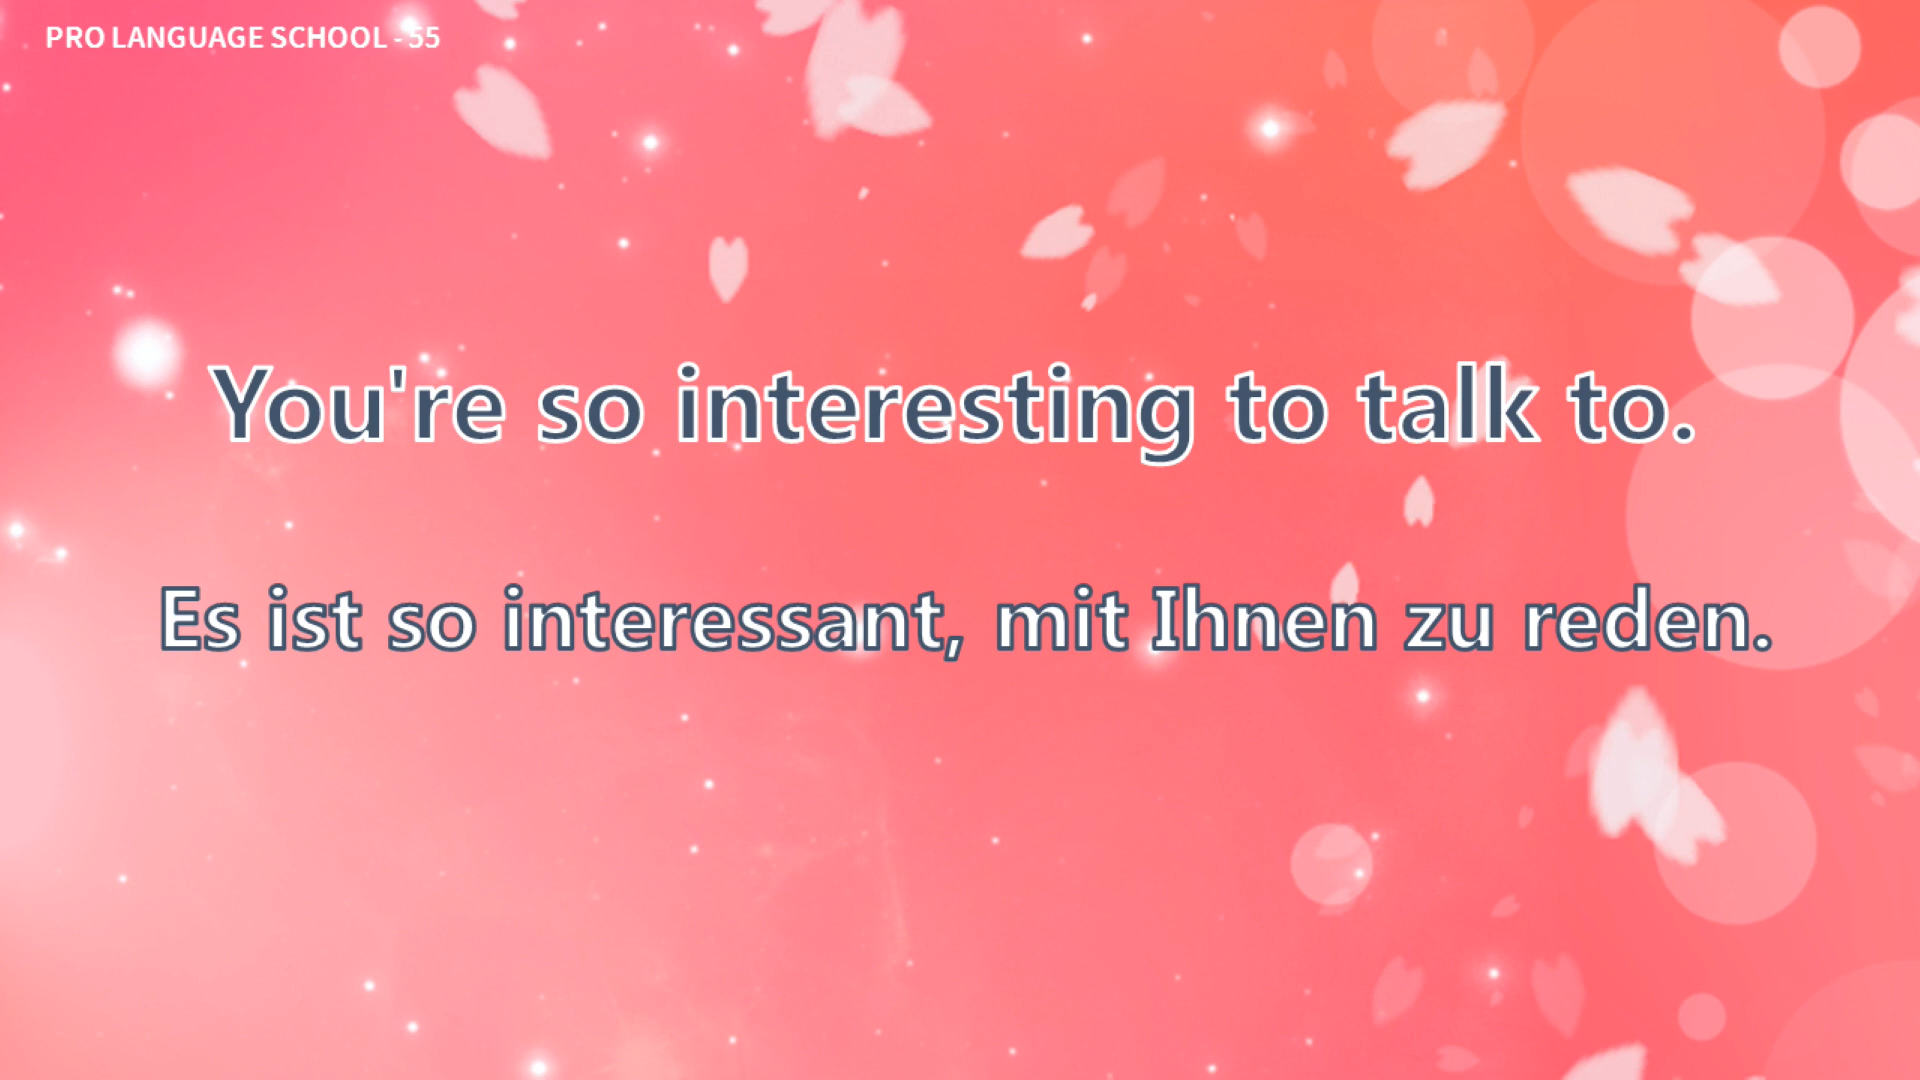 PRO LANGUAGE SCHOOL - 55
You're so interesting to talk to.
Es ist so interessant, mit Ihnen zu reden.